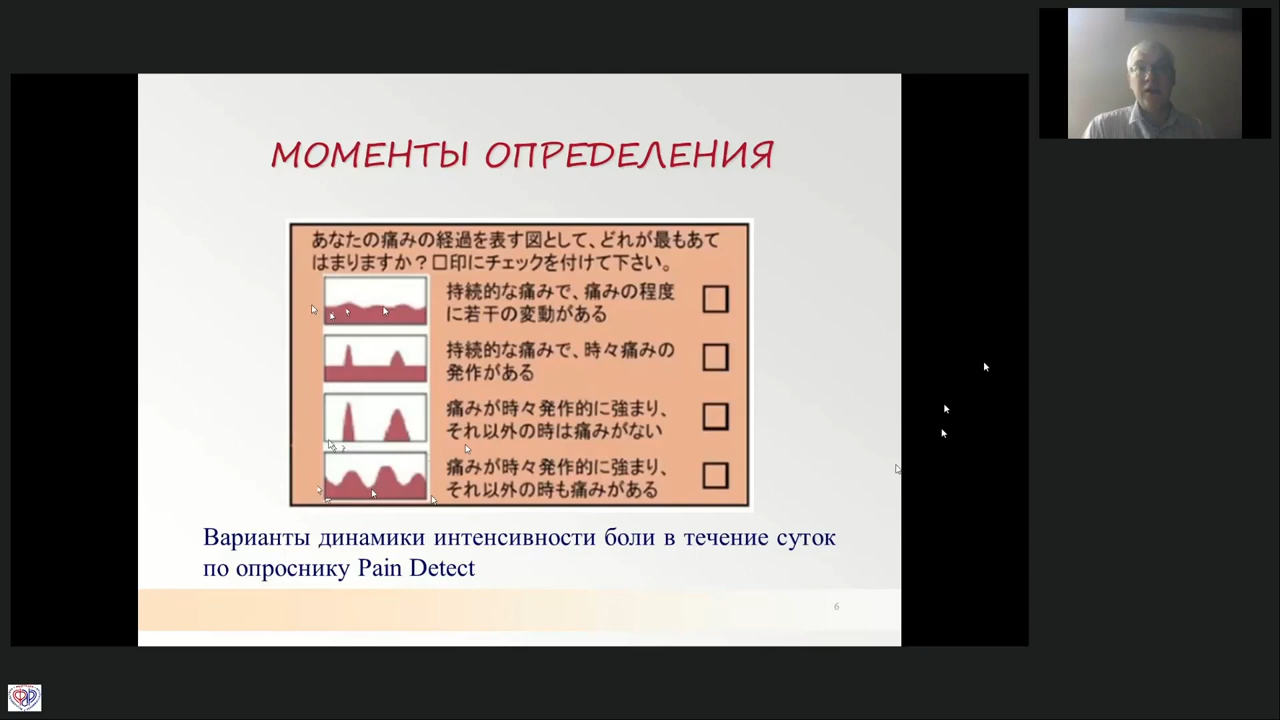 МОМЕНТЫ ОПРЕДЕЛЕНИЯ
あなたの痛みの経過を表す図として、どれが最もあて
はまりますか？□印にチェックを付けて下さい。
持続的な痛みで、痛みの程度
に若干の変動がある
持続的な痛みで、時々痛みの
発作がある
痛みが時々発作的に強まり、
それ以外の時は痛みがない
痛みが時々発作的に強まり、
それ以外の時も痛みがある
Варианты динамики интенсивности боли в течение суток
по опроснику Pain Detect
6